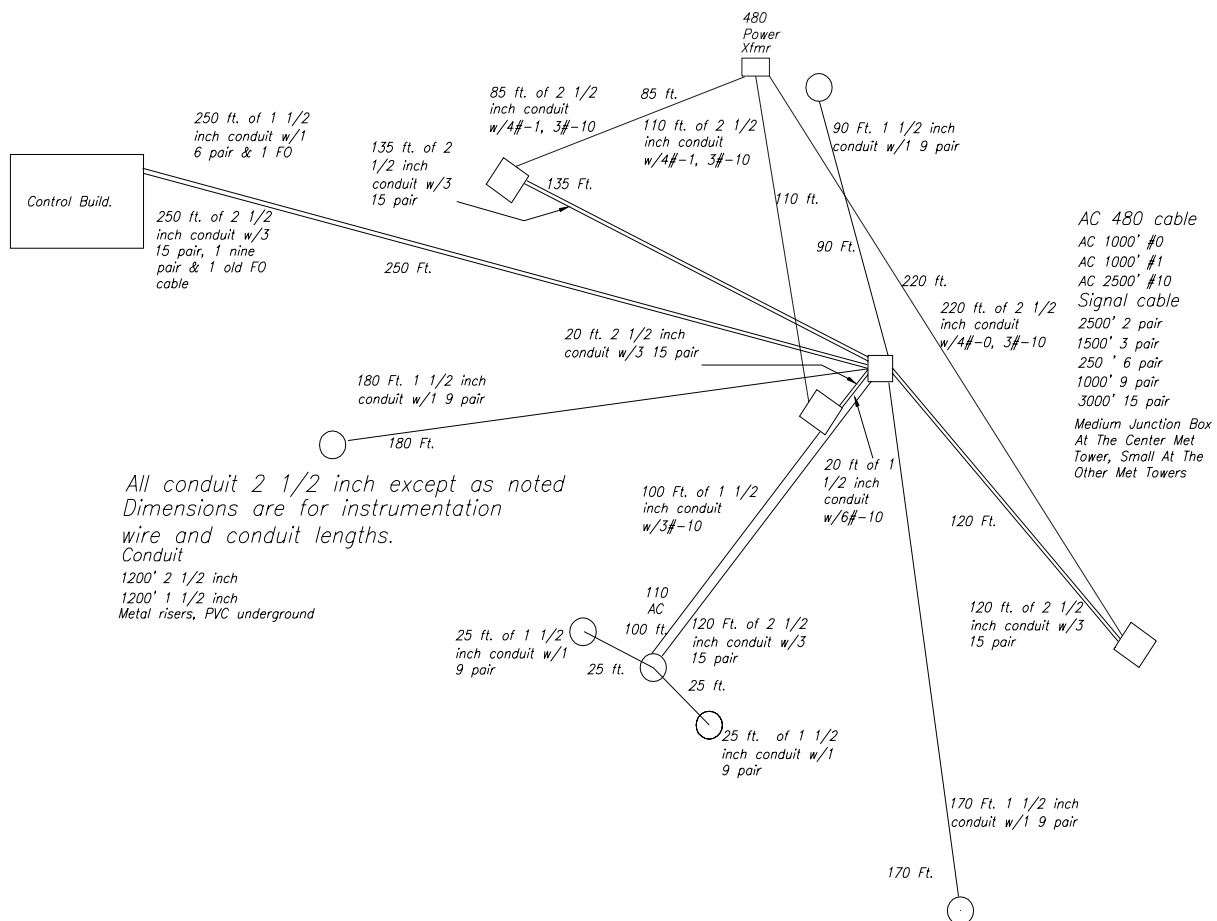 480
Power
Xfmr
85 ft. of 2 1/2
inch conduit
w/4#-1, 3#-10
85 ft.
250 ft. of 1 1/2
inch conduit w/1
6 pair & 1 FO
110 ft. of 2 1/2
inch conduit
w/4#-1, 3#-10
90 Ft. 1 1/2 inch
conduit w/1 9 pair
135 ft. of 2
1/2 inch
conduit w/3
15 pair
135 Ft.
110 ft.
Control Build.
250 ft. of 2 1/2
inch conduit w/3
15 pair, 1 nine
pair & 1 old FO
cable
250 Ft.
90 Ft.
220 ft.
220 ft. of 2 1/2
inch conduit
w/4#-0, 3#-10
AC 480 cable
AC 1000' #0
AC 1000' #1
AC 2500' #10
Signal cable
2500' 2 pair
1500' 3 pair
250 ' 6 pair
1000' 9 pair
3000' 15 pair
Medium Junction Box
At The Center Met
Tower, Small At The
Other Met Towers
20 ft. 2 1/2 inch
conduit w/3 15 pair
180 Ft. 1 1/2 inch
conduit w/1 9 pair
180 Ft.
All conduit 2 1/2 inch except as noted
Dimensions are for instrumentation
wire and conduit lengths.
Conduit
1200' 2 1/2 inch
1200' 1 1/2 inch
Metal risers, PVC underground
20 ft of 1
1/2 inch
conduit
w/6#-10
100 Ft. of 1 1/2
inch conduit
w/3#-10
120 Ft.
110
AC
100 ft.
120 Ft. of 2 1/2
inch conduit w/3
15 pair
120 ft. of 2 1/2
inch conduit w/3
15 pair
25 ft. of 1 1/2
inch conduit w/1
9 pair
25 ft.
25 ft.
25 ft. of 1 1/2
inch conduit w/1
9 pair
170 Ft. 1 1/2 inch
conduit w/1 9 pair
170 Ft.